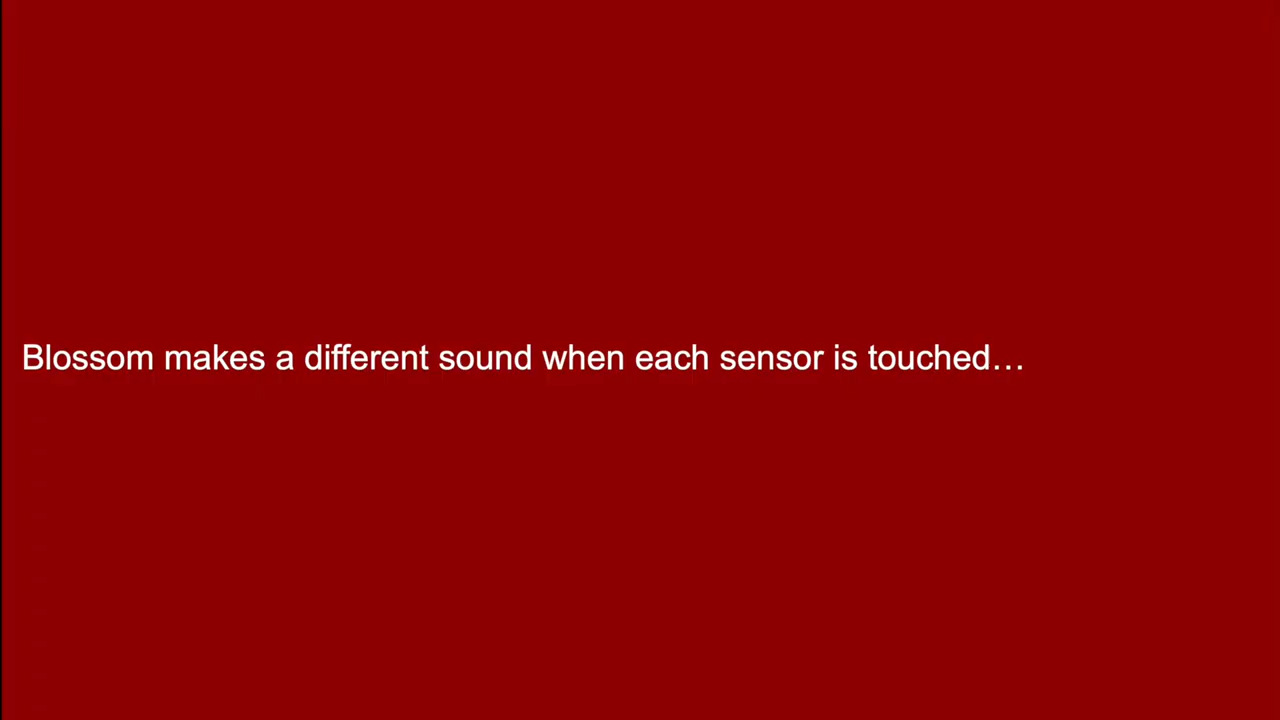 Blossom makes a different sound when each sensor is touched…